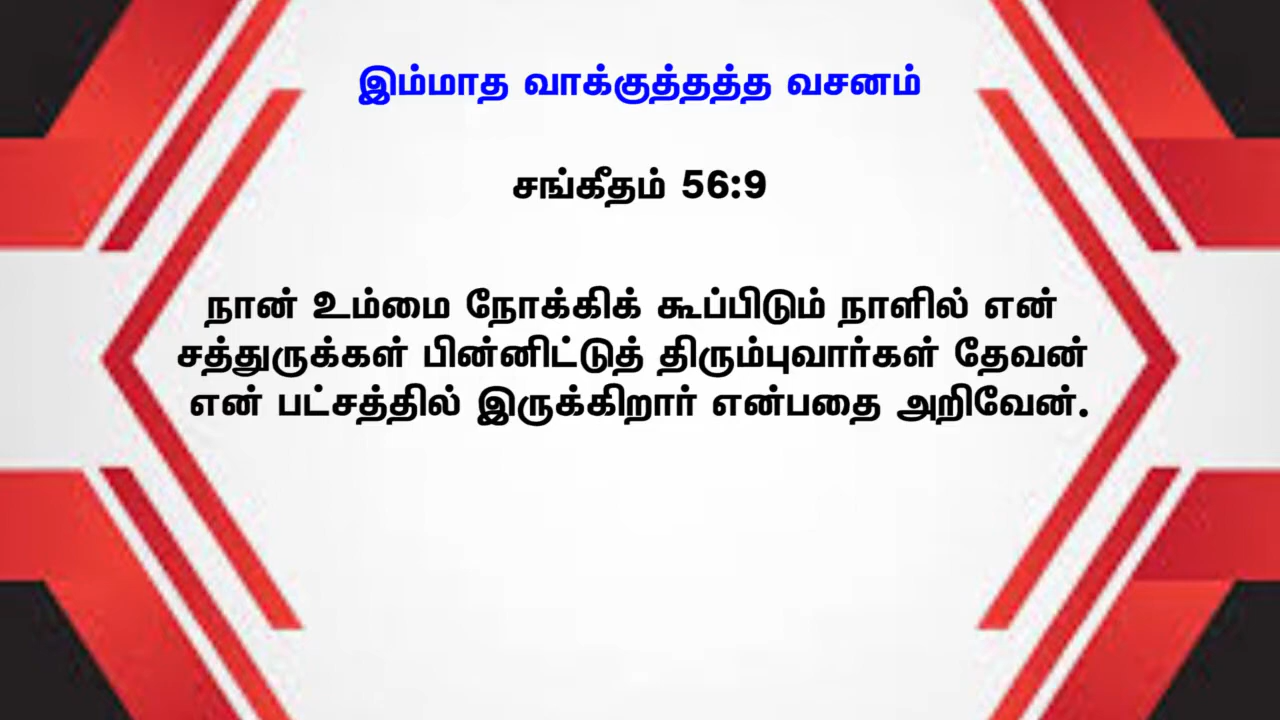 இம்மாத வாக்குத்தத்த வசனம்
சங்கீதம் 56:9
நான் உம்மை நோக்கிக் கூப்பிடும் நாளில் என்
சத்துருக்கள் பின்னிட்டுத் திரும்புவார்கள் தேவன்
என் பட்சத்தில் இருக்கிறார் என்பதை அறிவேன்.